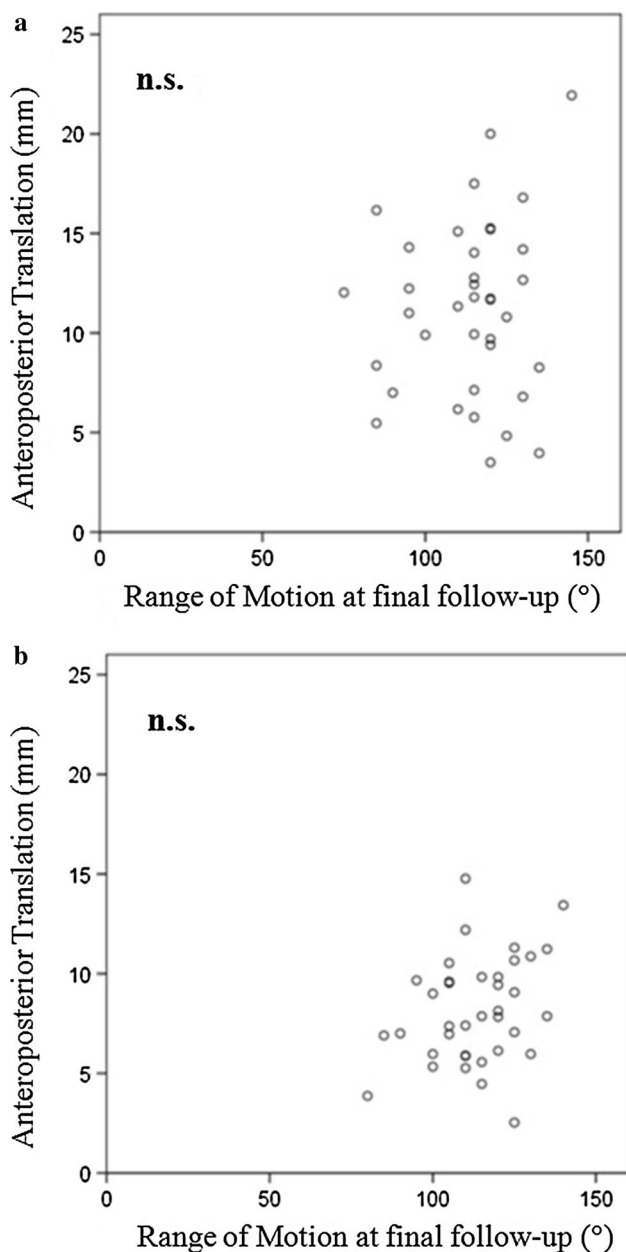 a
25
n.s.
20
15
10
5
0
0 50 100 150
Anteroposterior Translation (mm)
Range of Motion at final follow-up (°)
b
25
n.s.
20
15
10
5
0
0 50 100 150
Anteroposterior Translation (mm)
Range of Motion at final follow-up (°)